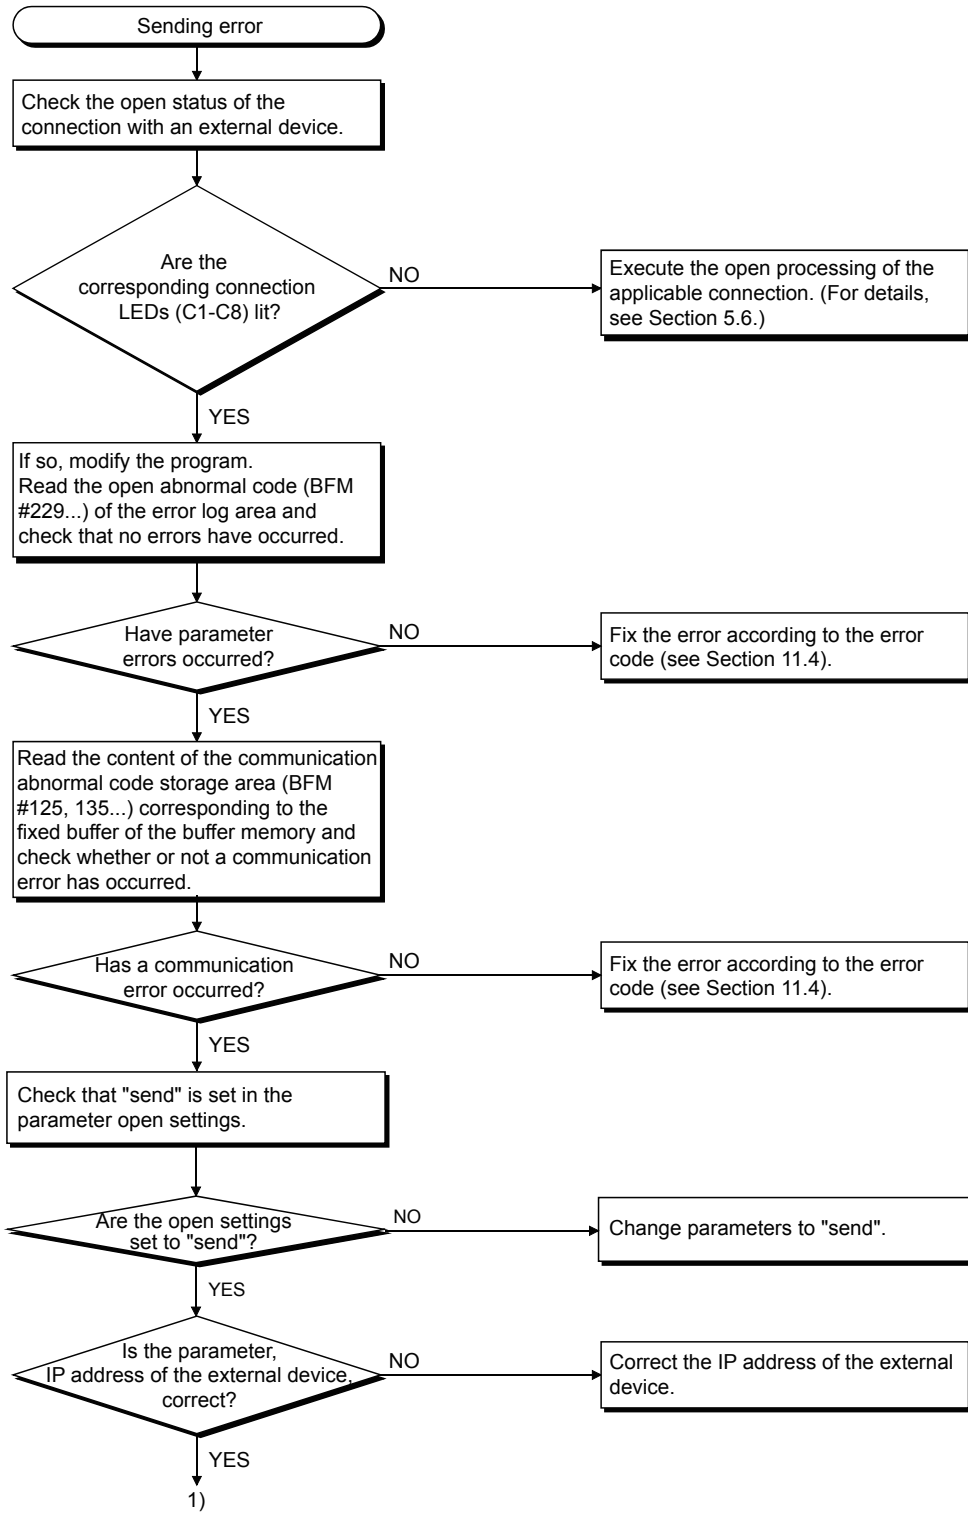 Sending error
Check the open status of the
connection with an external device.
Are the
corresponding connection
LEDs (C1-C8) lit?
NO
Execute the open processing of the
applicable connection. (For details,
see Section 5.6.)
YES
If so, modify the program.
Read the open abnormal code (BFM
#229...) of the error log area and
check that no errors have occurred.
Have parameter
errors occurred?
NO
Fix the error according to the error
code (see Section 11.4).
YES
Read the content of the communication
abnormal code storage area (BFM
#125, 135...) corresponding to the
fixed buffer of the buffer memory and
check whether or not a communication
error has occurred.
Has a communication
error occurred?
NO
Fix the error according to the error
code (see Section 11.4).
YES
Check that "send" is set in the
parameter open settings.
Are the open settings
set to "send"?
NO
Change parameters to "send".
YES
Is the parameter,
IP address of the external device,
correct?
NO
Correct the IP address of the external
device.
YES
1)